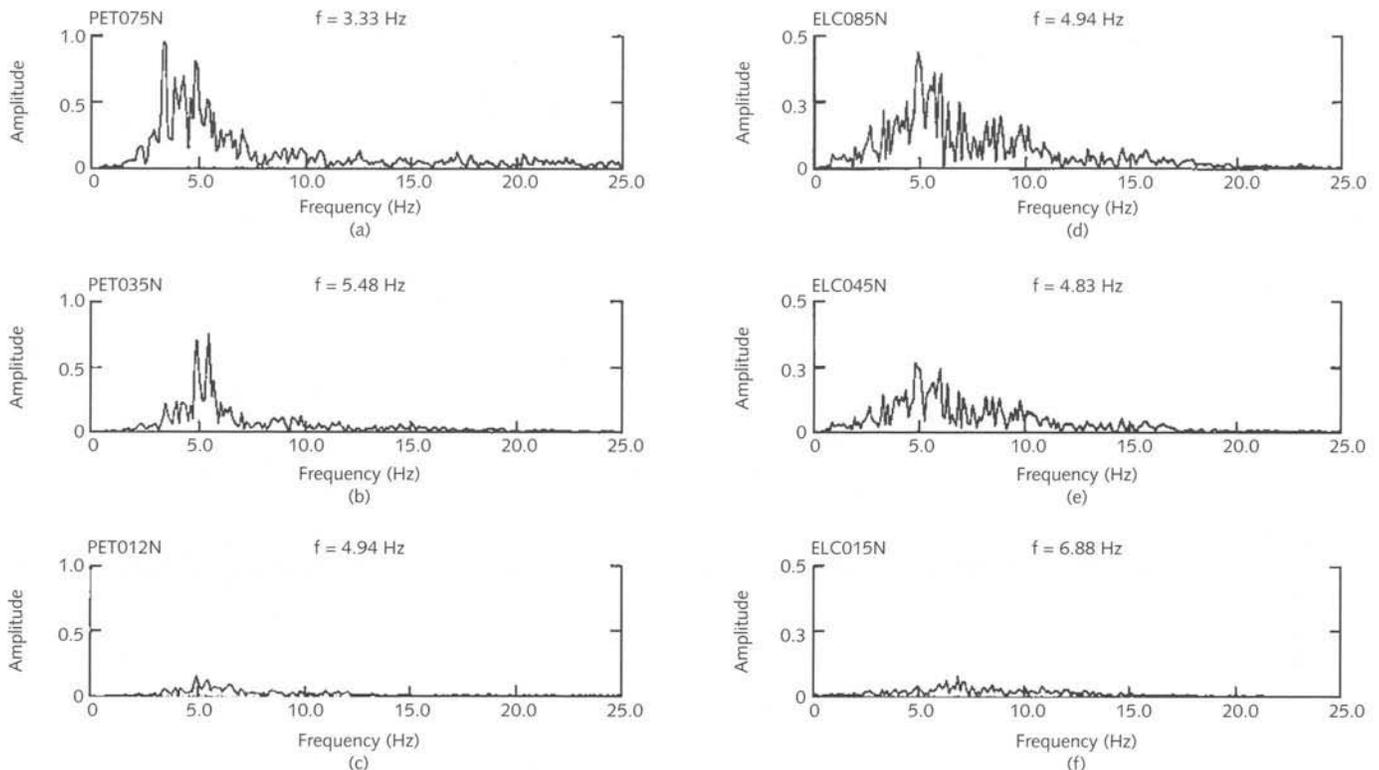 PET075N f = 3.33 Hz
Amplitude
1.0
0.5
0
0 5.0 10.0 15.0 20.0 25.0
Frequency (Hz)
(a)
PET035N f = 5.48 Hz
Amplitude
1.0
0.5
0
0 5.0 10.0 15.0 20.0 25.0
Frequency (Hz)
(b)
PET012N f = 4.94 Hz
Amplitude
1.0
0.5
0
0 5.0 10.0 15.0 20.0 25.0
Frequency (Hz)
(c)
ELC085N f = 4.94 Hz
Amplitude
0.5
0.3
0
0 5.0 10.0 15.0 20.0 25.0
Frequency (Hz)
(d)
ELC045N f = 4.83 Hz
Amplitude
0.5
0.3
0
0 5.0 10.0 15.0 20.0 25.0
Frequency (Hz)
(e)
ELC015N f = 6.88 Hz
Amplitude
0.5
0.3
0
0 5.0 10.0 15.0 20.0 25.0
Frequency (Hz)
(f)